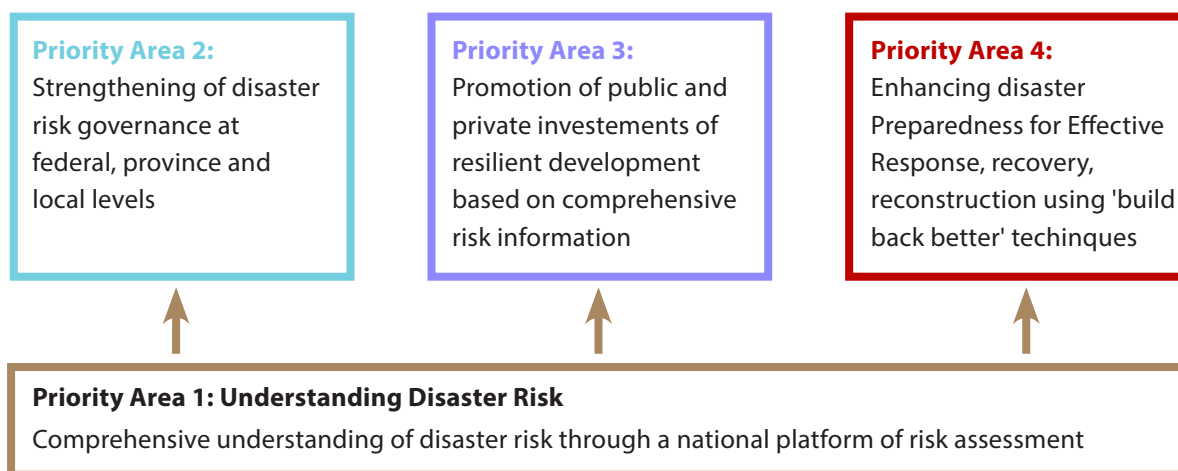 Priority Area 2:
Strengthening of disaster
risk governance at
federal, province and
local levels
Priority Area 3:
Promotion of public and
private investements of
resilient development
based on comprehensive
risk information
Priority Area 4:
Enhancing disaster
Preparedness for Effective
Response, recovery,
reconstruction using 'build
back better' techinques
Priority Area 1: Understanding Disaster Risk
Comprehensive understanding of disaster risk through a national platform of risk assessment